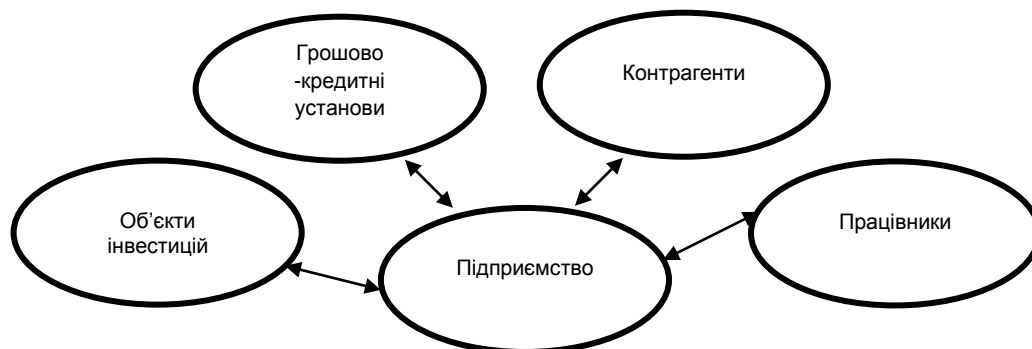 Грошово
-кредитні
установи
Контрагенти
Об’єкти
інвестицій
Підприємство
Працівники